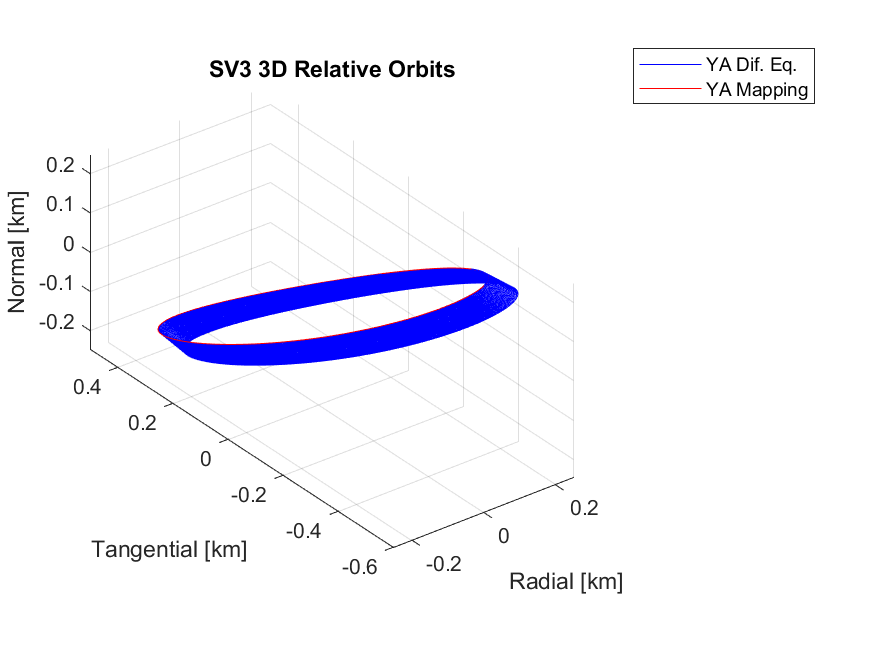 SV3 3D Relative Orbits
YA Dif. Eq.
YA Mapping
Normal [km]
0.2
0.1
0
-0.1
-0.2
0.4
0.2
0
-0.2
-0.4
-0.6
Tangential [km]
-0.2
0
0.2
Radial [km]